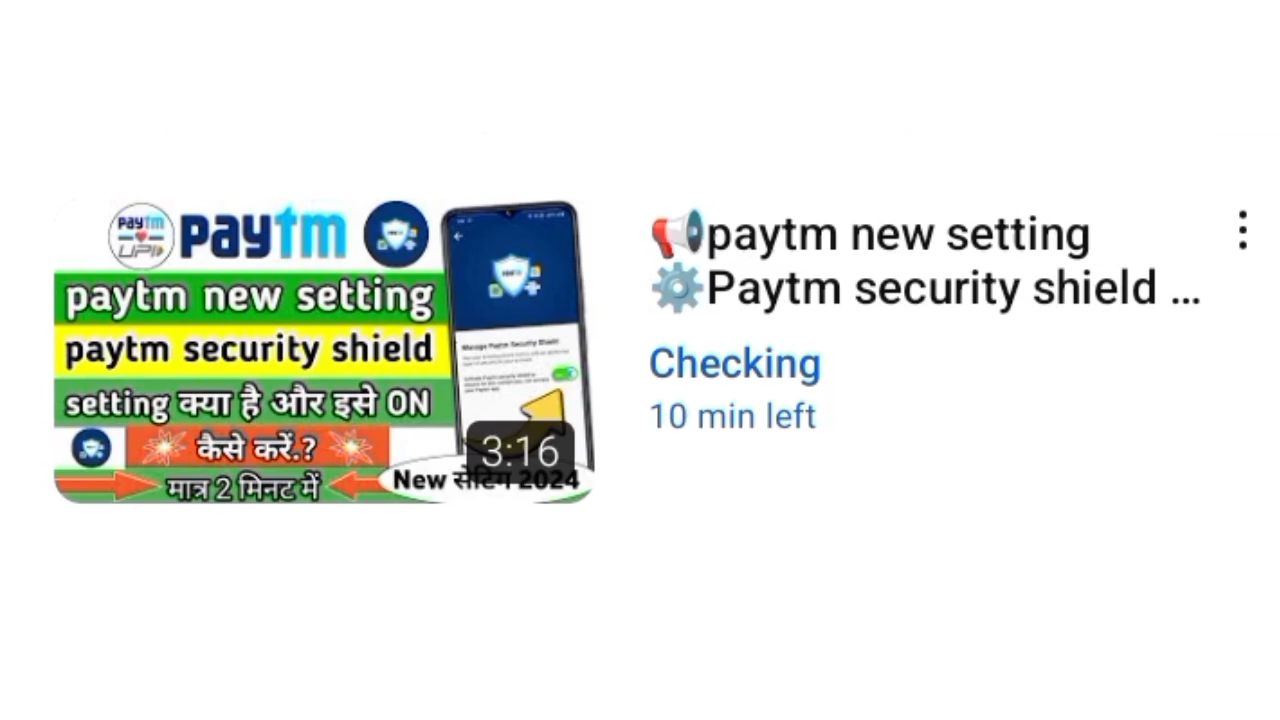 paytm UPI paytm
paytm new setting
paytm security shield
setting क्या है और इसे ON
कैसे करें.?
मात्र 2 मिनट में
New सेटिंग 2024
3:16
Manage Paytm Security Shield
📢paytm new setting
⚙️Paytm security shield ...
Checking
10 min left